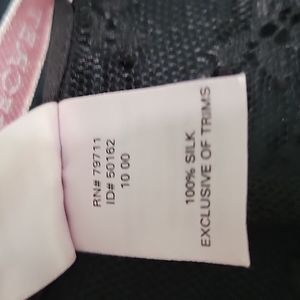 RN# 79711
ID# 50162
10 00
100% SILK
EXCLUSIVE OF TRIMS